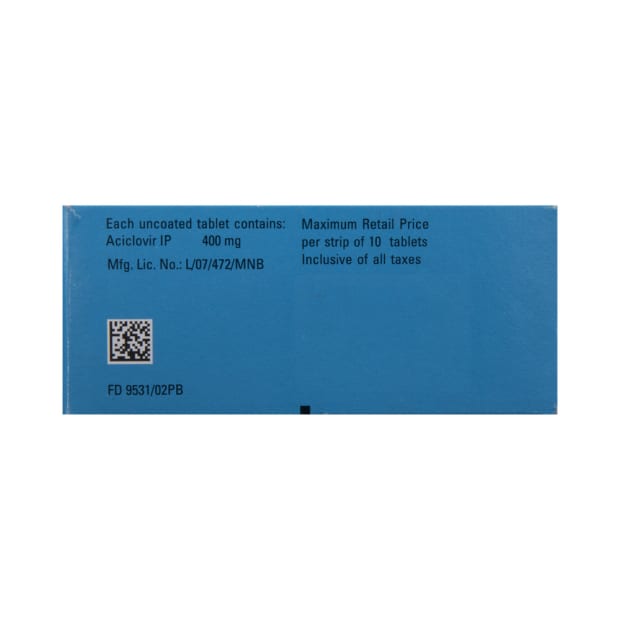 Each uncoated tablet contains:
Aciclovir IP 400 mg
Mfg. Lic. No.: L/07/472/MNB
FD 9531/02PB
Maximum Retail Price
per strip of 10 tablets
Inclusive of all taxes